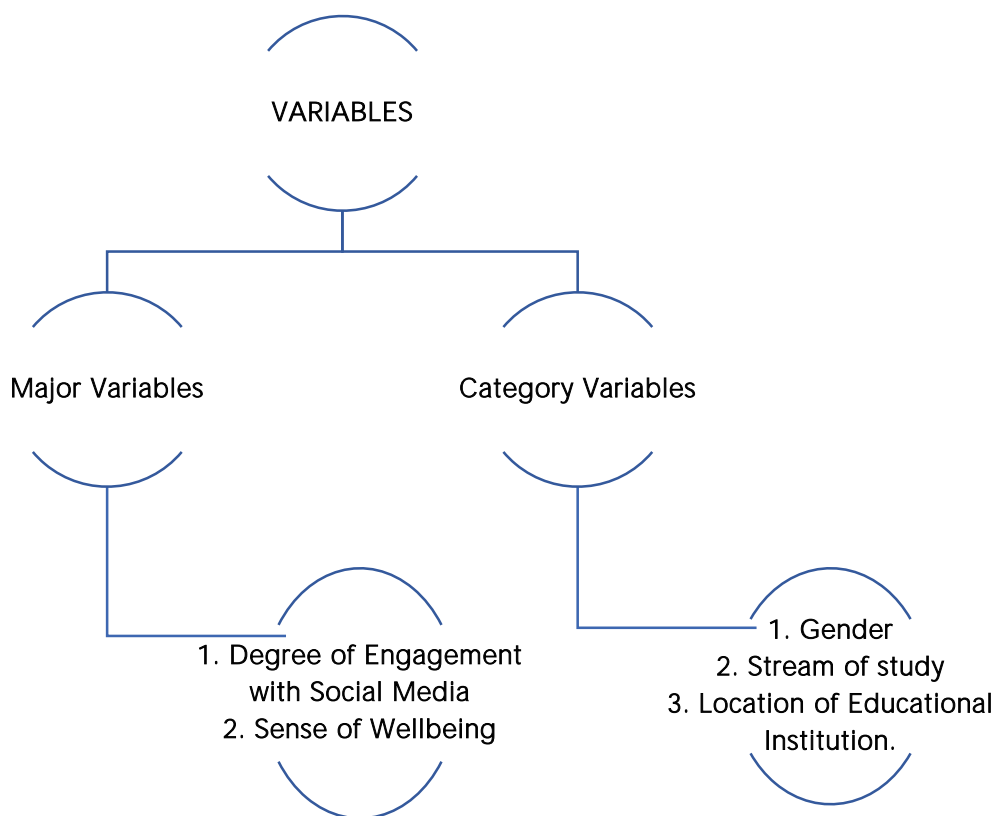 VARIABLES
Major Variables
Category Variables
1. Degree of Engagement
with Social Media
2. Sense of Wellbeing
1. Gender
2. Stream of study
3. Location of Educational
Institution.